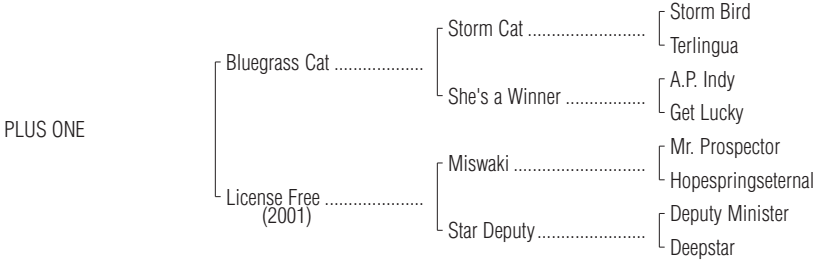 Storm Bird
Storm Cat ........................
Terlingua
Bluegrass Cat ..................
A.P. Indy
She's a Winner ................
Get Lucky
PLUS ONE
Mr. Prospector
Miswaki ...........................
Hopespringseternal
License Free ....................
(2001)
Deputy Minister
Star Deputy ......................
Deepstar